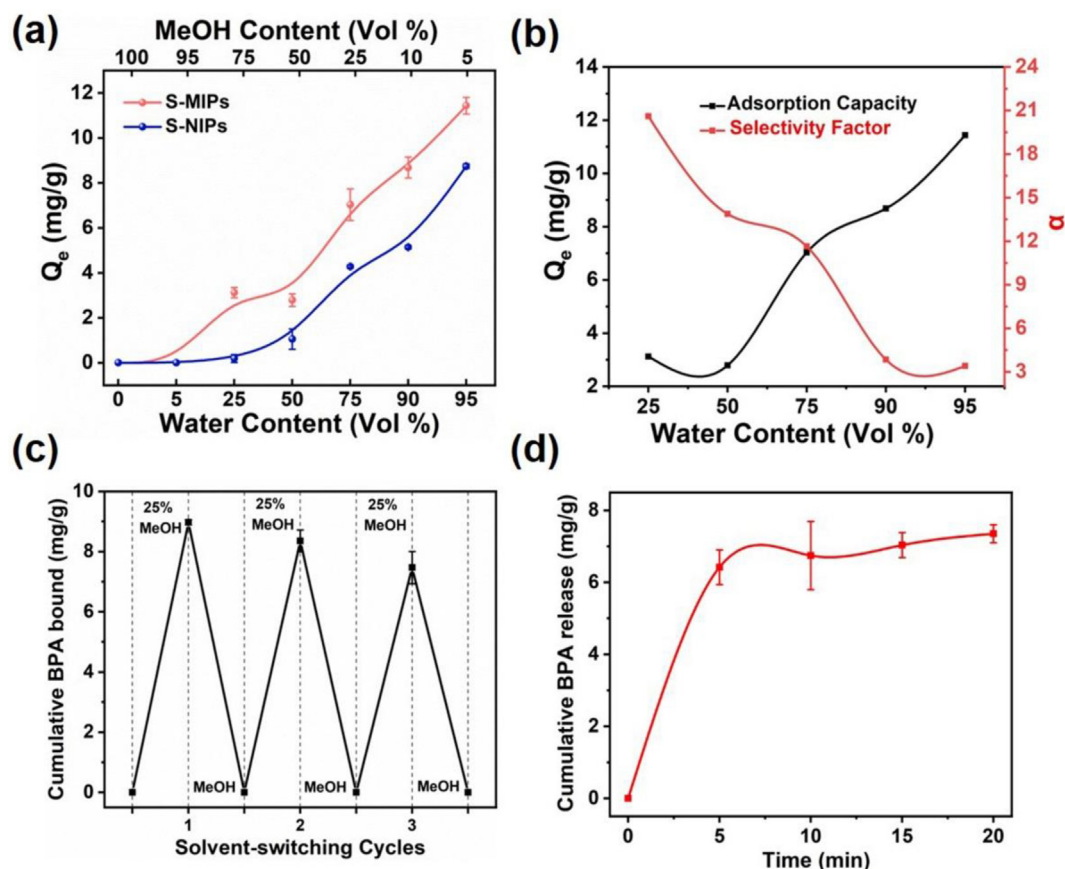 (a)
MeOH Content (Vol %)
100 95 75 50 25 10 5
S-MIPs
S-NIPs
Qe (mg/g)
12
10
8
6
4
2
0
0 5 25 50 75 90 95
Water Content (Vol %)
(b)
Adsorption Capacity
Selectivity Factor
Qe (mg/g)
14
12
10
8
6
4
2
24
21
18
15
12
9
6
3
α
25 50 75 90 95
Water Content (Vol %)
(c)
Cumulative BPA bound (mg/g)
10
8
6
4
2
0
25% 25% 25%
MeOH MeOH MeOH
MeOH MeOH MeOH
1 2 3
Solvent-switching Cycles
(d)
Cumulative BPA release (mg/g)
8
6
4
2
0
0 5 10 15 20
Time (min)